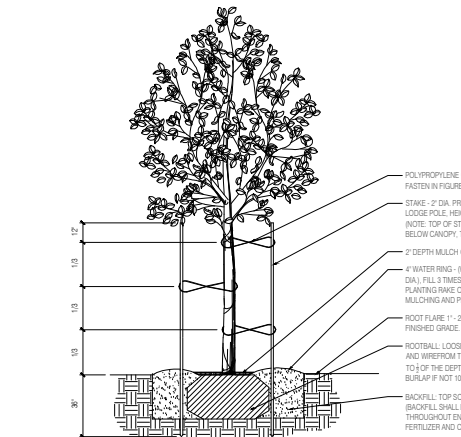 POLYPROPYLENE
FASTEN IN FIGURE
STAKE - 2" DIA. PR
LODGE POLE, HEI
(NOTE: TOP OF ST
BELOW CANOPY,
2" DEPTH MULCH
4" WATER RING -
DIA.), FILL 3 TIMES
PLANTING RAKE O
MULCHING AND P
ROOT FLARE 1" - 2
FINISHED GRADE.
ROOTBALL: LOOSE
AND WIREFROM T
TO OF THE DEPT
BURLAP IF NOT 10
BACKFILL: TOP SO
(BACKFILL SHALL
THROUGHOUT EN
FERTILIZER AND C
12"
1/3
1/3
1/3
36"